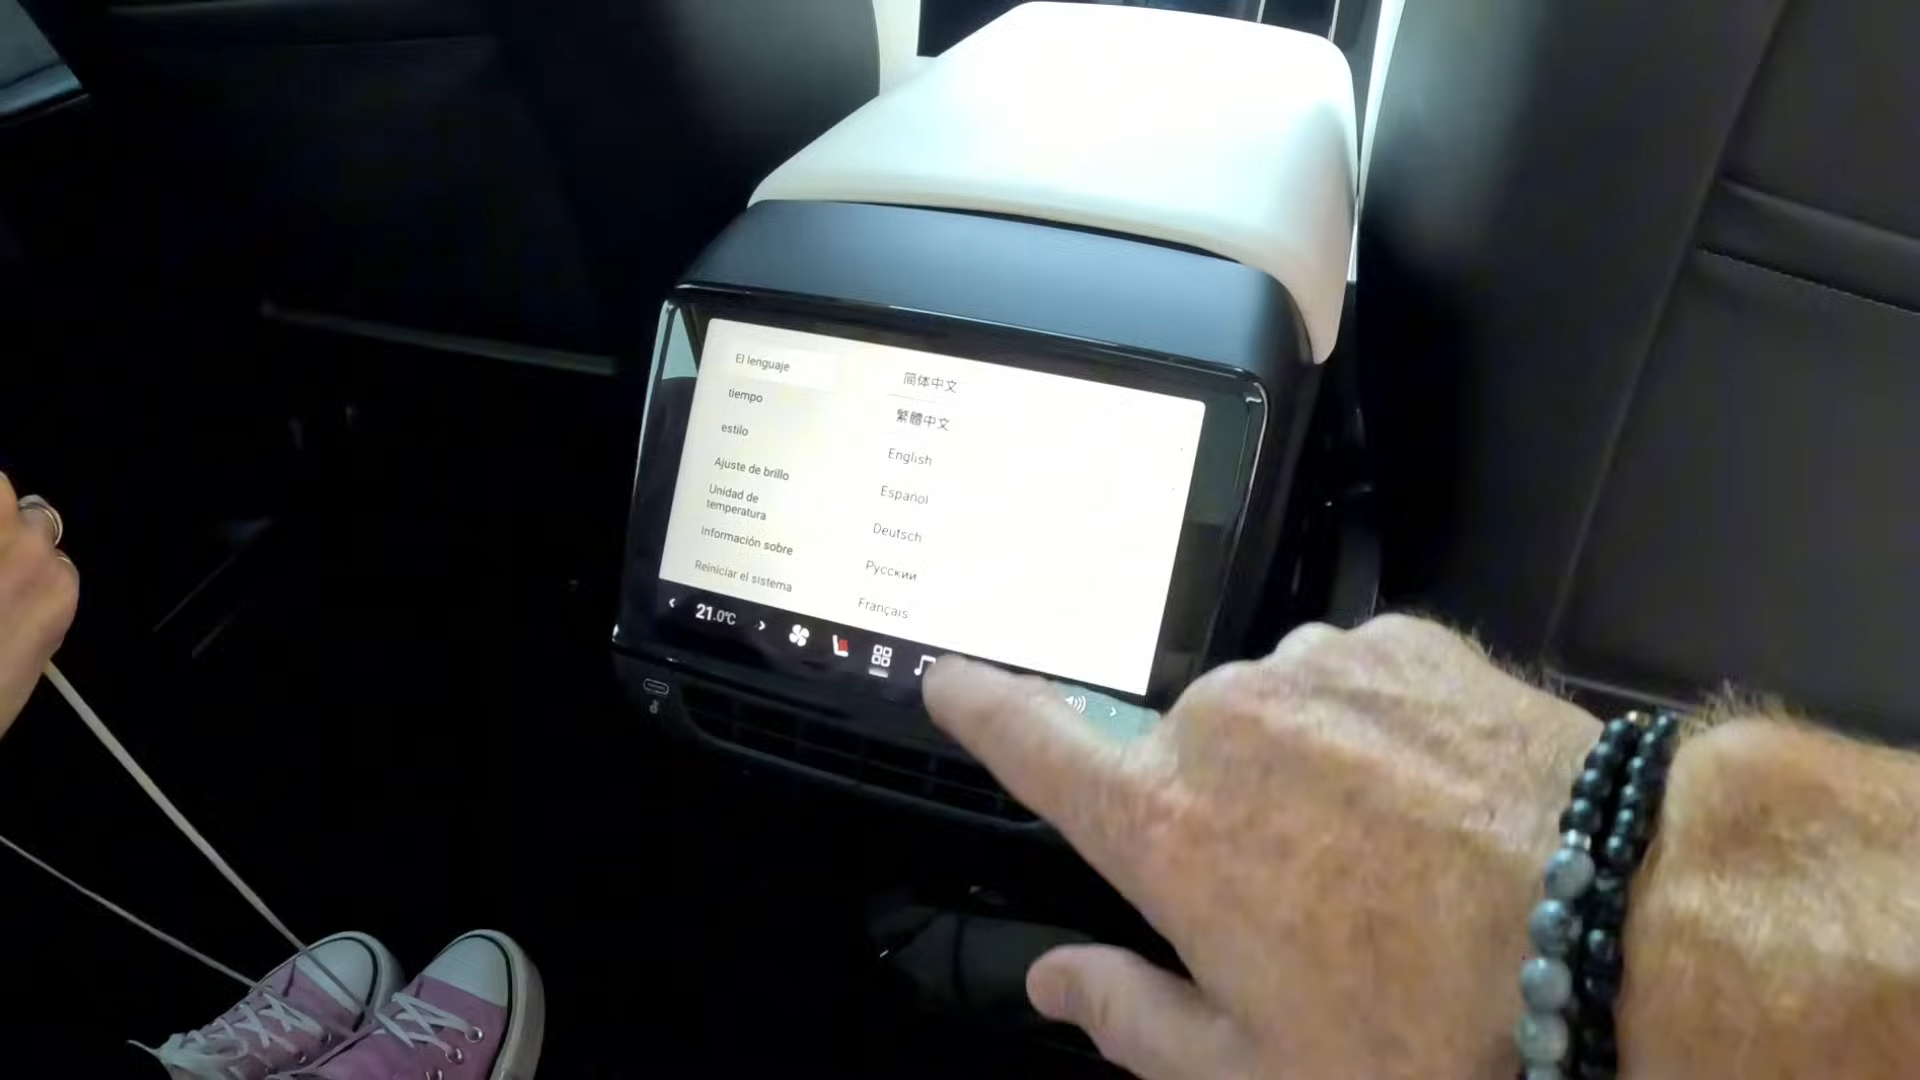 El lenguaje
tiempo
estilo
Ajuste de brillo
Unidad de
temperatura
Información sobre
Reiniciar el sistema
简体中文
繁體中文
English
Español
Deutsch
Русский
Français
21.0°C